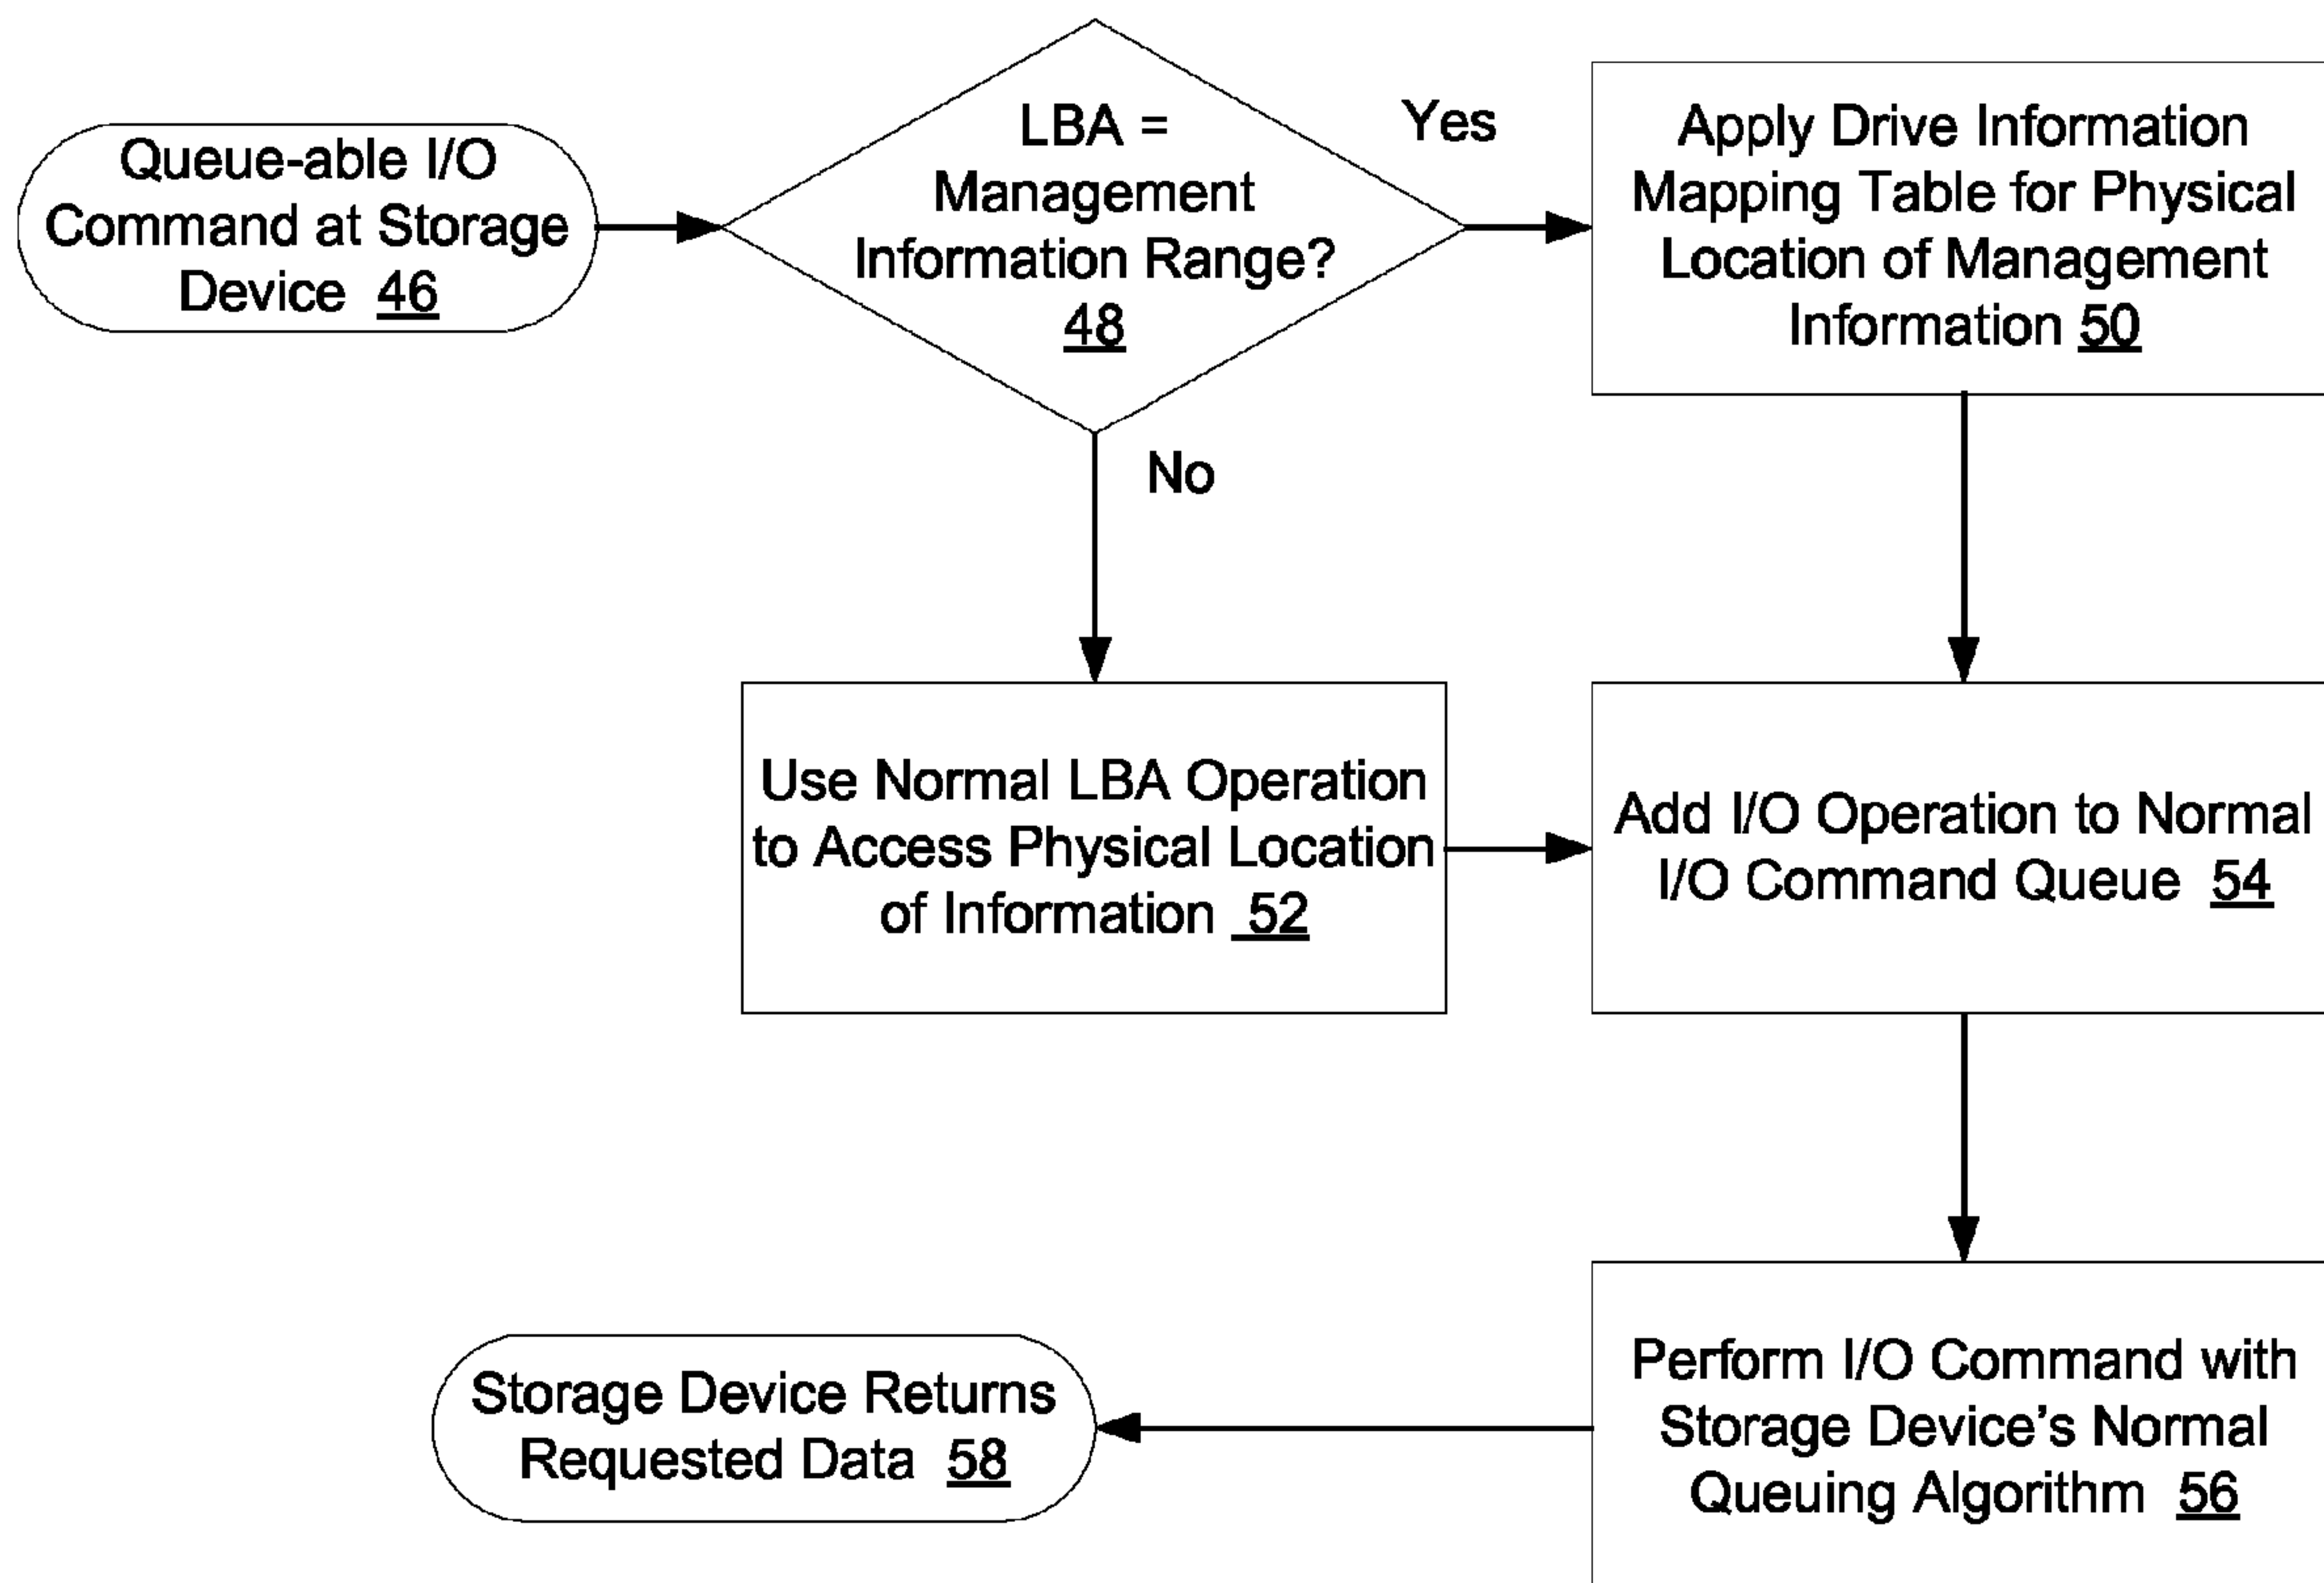 Queue-able I/O
Command at Storage
Device 46
LBA =
Management
Information Range?
48
Yes
Apply Drive Information
Mapping Table for Physical
Location of Management
Information 50
No
Use Normal LBA Operation
to Access Physical Location
of Information 52
Add I/O Operation to Normal
I/O Command Queue 54
Perform I/O Command with
Storage Device's Normal
Queuing Algorithm 56
Storage Device Returns
Requested Data 58